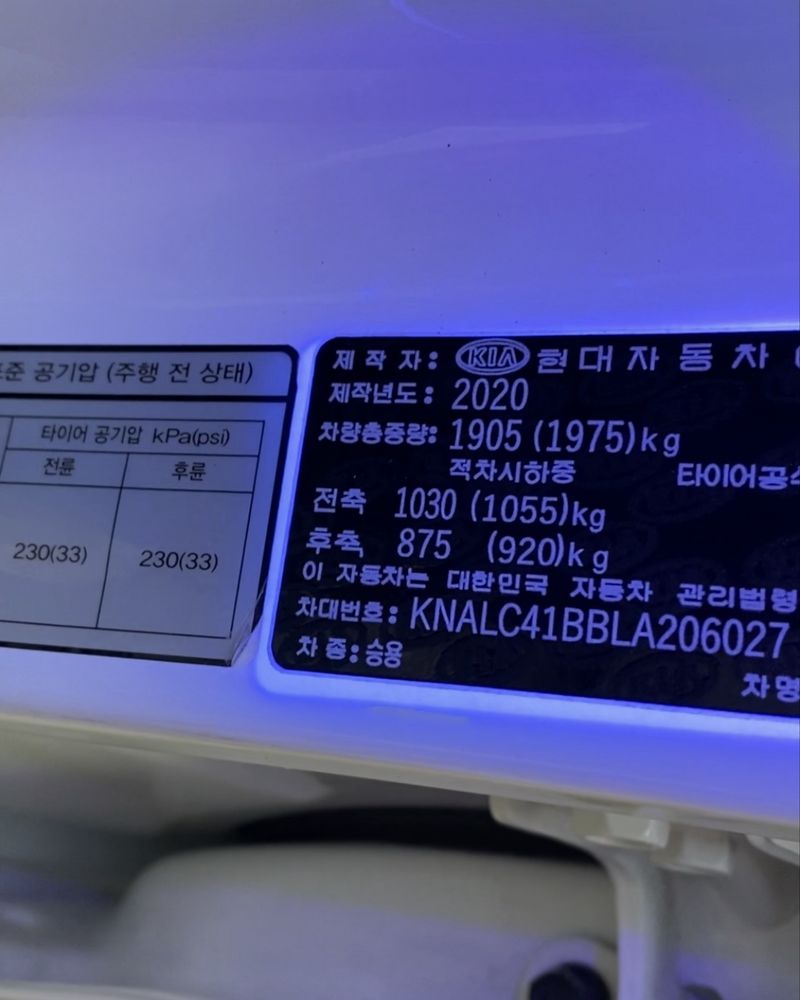 준 공기압 (주행 전 상태)
타이어 공기압 kPa(psi)
전륜 후륜
230(33) 230(33)
제 작 자 : KIA 현 대 자 동 차
제작년도 : 2020
차량총중량: 1905 (1975)kg
적차시하중 타이어공
전축 1030 (1055)kg
후축 875 (920)kg
이 자동차는 대한민국 자동차 관리법령
차대번호 : KNALC41BBLA206027
차 종 : 승용
차명